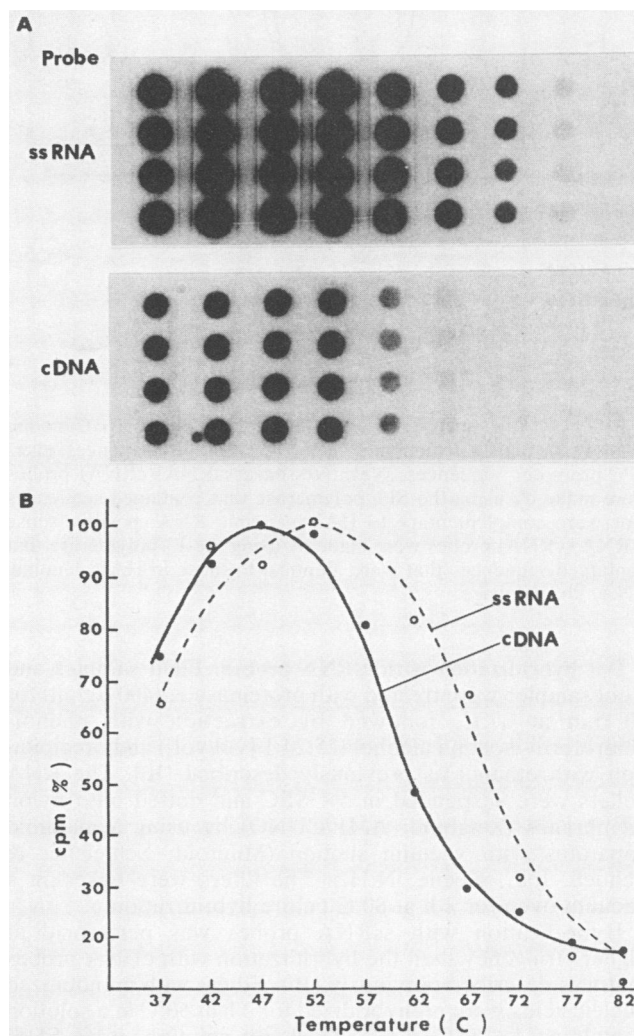 A
Probe
ssRNA
cDNA
B
100
90
80
70
60
50
40
30
20
cpm (%)
ssRNA
cDNA
37 42 47 52 57 62 67 72 77 82
Temperature (°C)